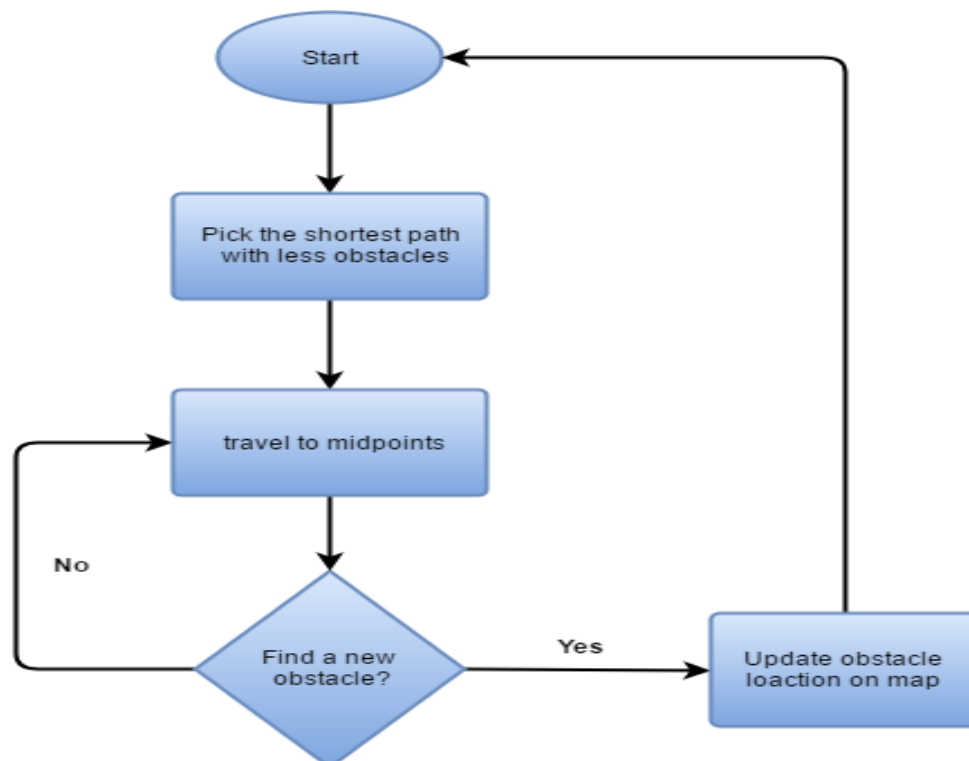 Start
Pick the shortest path
with less obstacles
travel to midpoints
No
Find a new
obstacle?
Yes
Update obstacle
loaction on map